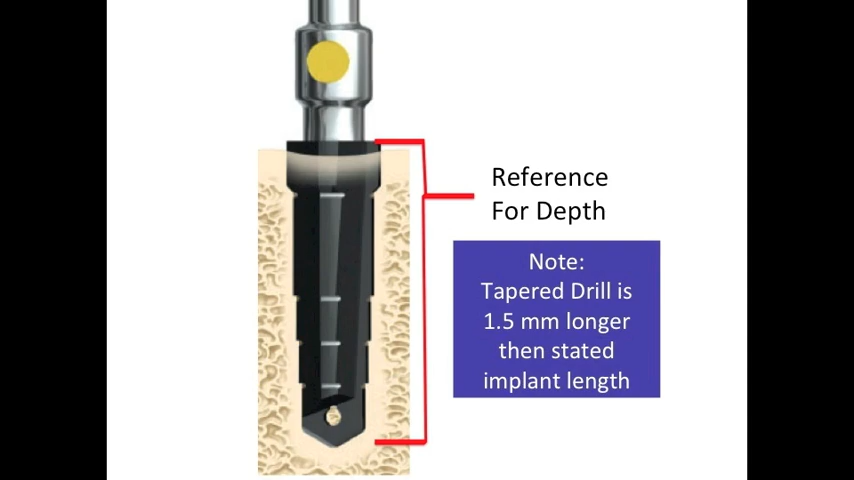 Reference
For Depth
Note:
Tapered Drill is
1.5 mm longer
then stated
implant length